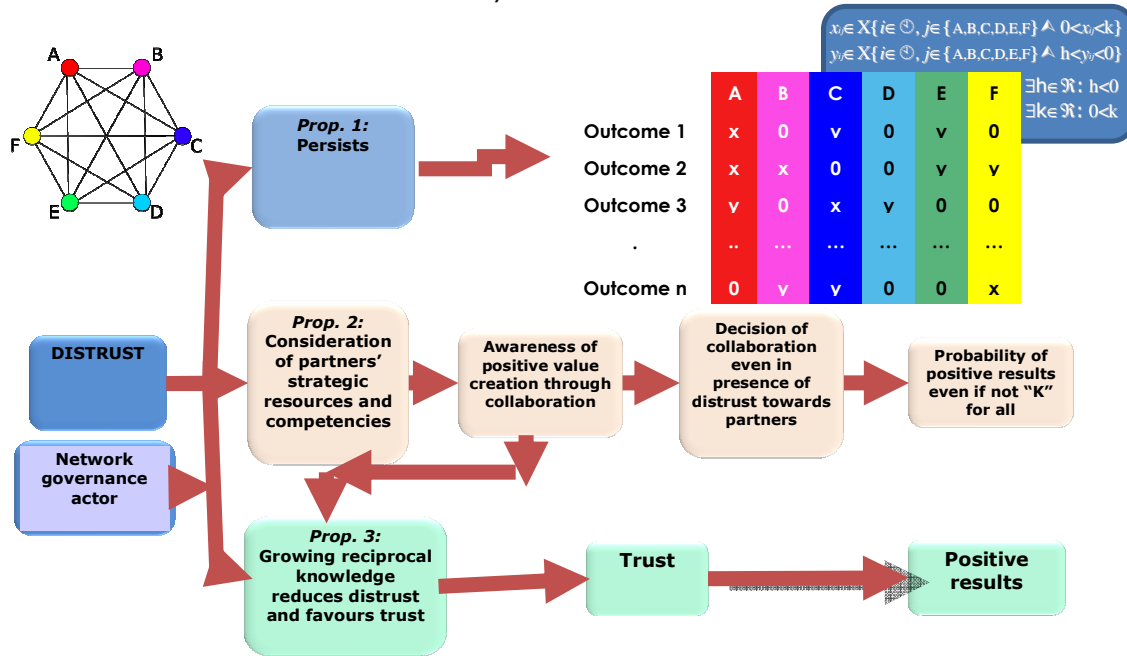 x_ij∈X{i∈🕙, j∈{A,B,C,D,E,F}⮝ 0<x_ij<k}
y_ij∈X{i∈🕙, j∈{A,B,C,D,E,F}⮝ h<y_ij<0}
∃h∈ℜ: h<0
∃k∈ℜ: 0<k
A B
F C
E D
Prop. 1:
Persists
A B C D E F
Outcome 1 x 0 y 0 y 0
Outcome 2 x x 0 0 y y
Outcome 3 y 0 x y 0 0
. .. ... ... ... ... ...
Outcome n 0 y y 0 0 x
DISTRUST
Network
governance
actor
Prop. 2:
Consideration
of partners’
strategic
resources and
competencies
Awareness of
positive value
creation through
collaboration
Decision of
collaboration
even in
presence of
distrust towards
partners
Probability of
positive results
even if not “K”
for all
Prop. 3:
Growing reciprocal
knowledge
reduces distrust
and favours trust
Trust
Positive
results